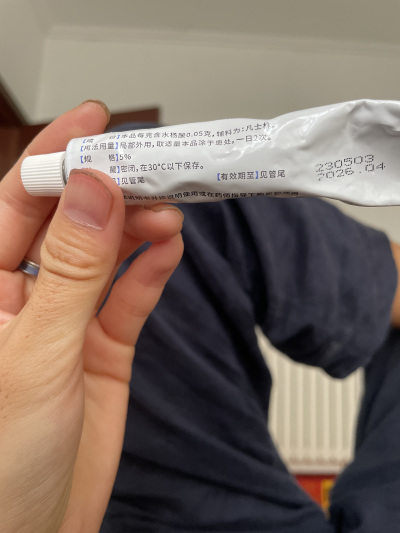 本品每克含水杨酸0.05克, 辅料为:凡士林。
【用法用量】局部外用, 取适量本品涂于患处, 一日2次。
【规 格】5%
密闭, 在30°C以下保存。
见管尾 【有效期至】见管尾
230503
2026.04